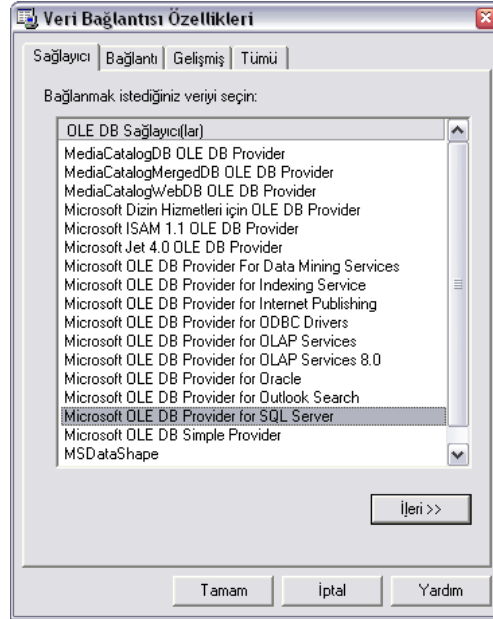 Veri Bağlantısı Özellikleri
Sağlayıcı Bağlantı Gelişmiş Tümü
Bağlanmak istediğiniz veriyi seçin:
OLE DB Sağlayıcı(lar)
MediaCatalogDB OLE DB Provider
MediaCatalogMergedDB OLE DB Provider
MediaCatalogWebDB OLE DB Provider
Microsoft Dizin Hizmetleri için OLE DB Provider
Microsoft ISAM 1.1 OLE DB Provider
Microsoft Jet 4.0 OLE DB Provider
Microsoft OLE DB Provider For Data Mining Services
Microsoft OLE DB Provider for Indexing Service
Microsoft OLE DB Provider for Internet Publishing
Microsoft OLE DB Provider for ODBC Drivers
Microsoft OLE DB Provider for OLAP Services
Microsoft OLE DB Provider for OLAP Services 8.0
Microsoft OLE DB Provider for Oracle
Microsoft OLE DB Provider for Outlook Search
Microsoft OLE DB Provider for SQL Server
Microsoft OLE DB Simple Provider
MSDataShape
İleri >>
Tamam İptal Yardım